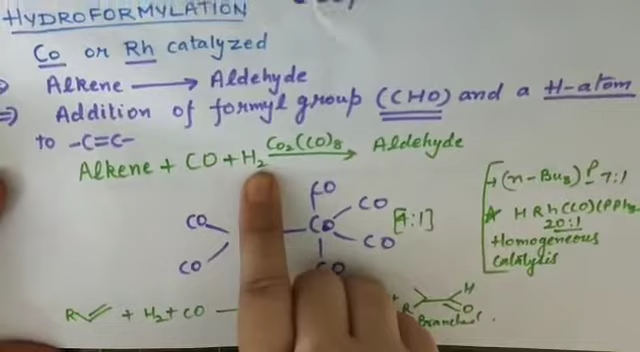 HYDROFORMYLATION
Co or Rh catalyzed
Alkene ⟶ Aldehyde
⇒ Addition of formyl group (CHO) and a H-atom
to -C=C-
Alkene + CO + H2 Co2(CO)8 ⟶ Aldehyde
CO
CO
CO Co
[4:1]
CO
CO
CO
(n-Bu3)P 7:1
HRh(CO)(PPh3
20:1
Homogeneous
catalysis
R + H2 + CO
+ R H O
Branched.